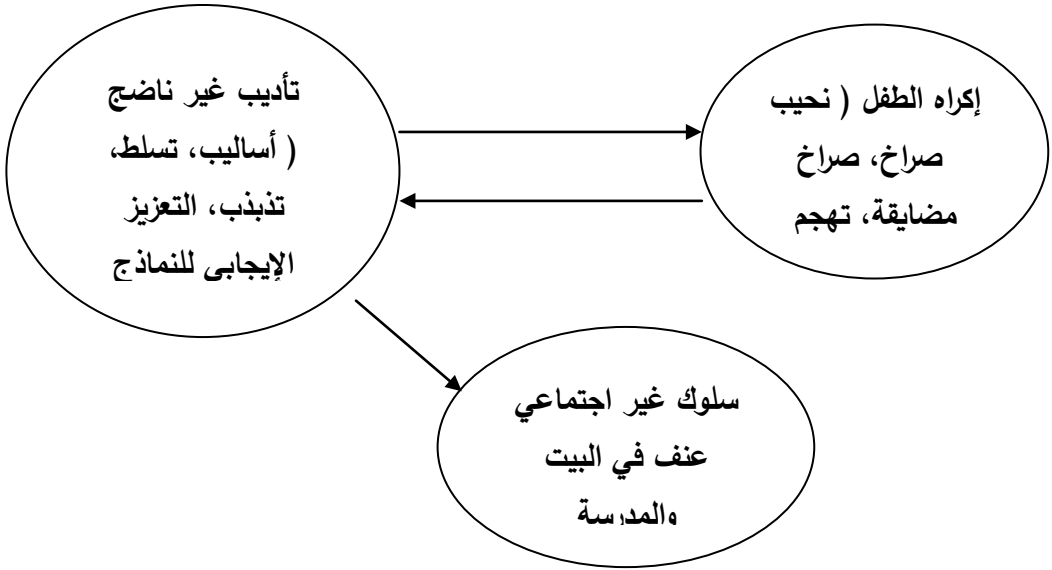 إكراه الطفل ( نحيب
صراخ، صراخ
مضايقة، تهجم
تأديب غير ناضج
( أساليب، تسلط،
تذبذب، التعزيز
الإيجابي للنماذج
سلوك غير اجتماعي
عنف في البيت
والمدرسة